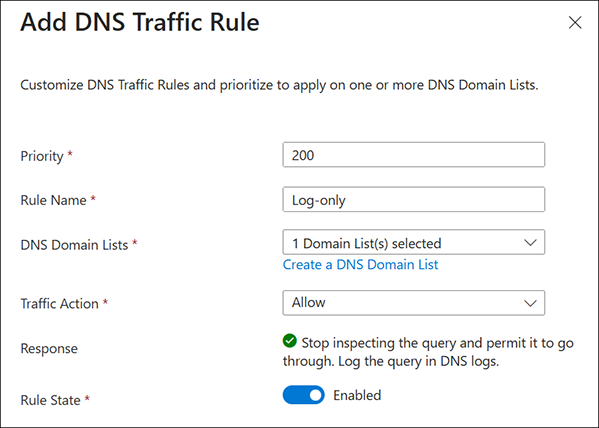 Add DNS Traffic Rule
Customize DNS Traffic Rules and prioritize to apply on one or more DNS Domain Lists.
Priority *
200
Rule Name *
Log-only
DNS Domain Lists *
1 Domain List(s) selected
Create a DNS Domain List
Traffic Action *
Allow
Response
Stop inspecting the query and permit it to go
through. Log the query in DNS logs.
Rule State *
Enabled